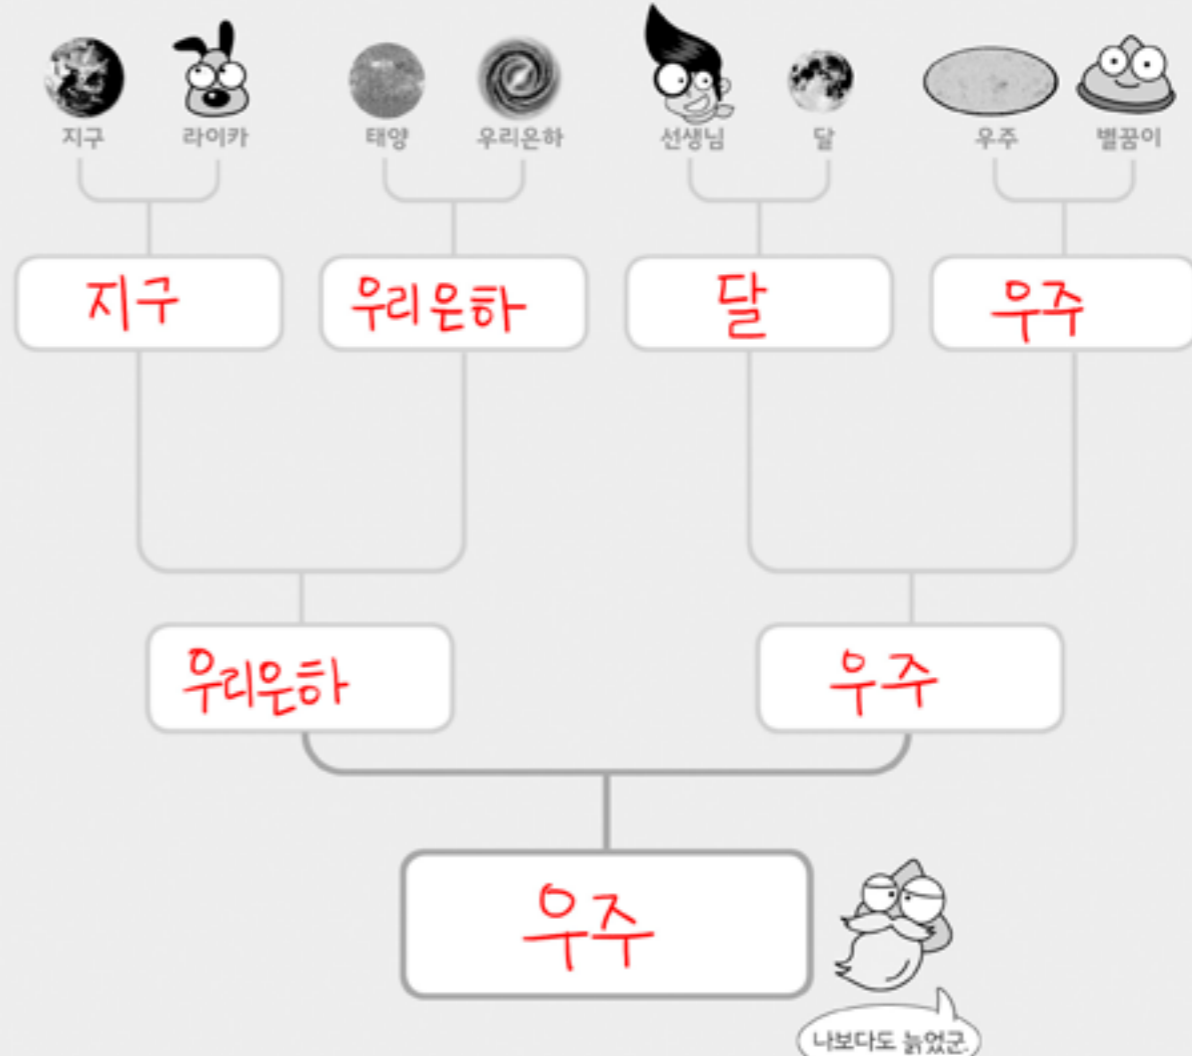 지구 라이카 태양 우리은하 선생님 달 우주 별꿈이
지구 우리은하 달 우주
우리은하 우주
우주
나보다도 늙었군.